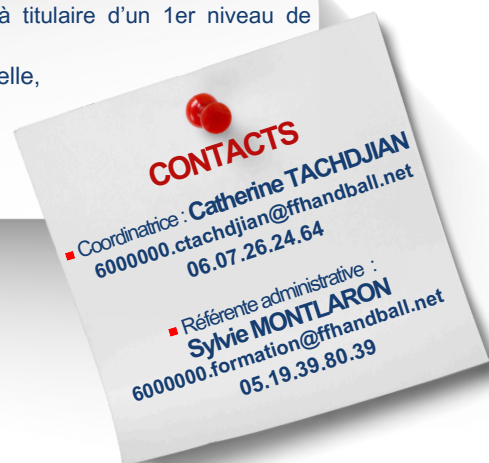 à titulaire d'un 1er niveau de
elle,
CONTACTS
▪ Coordinatrice : Catherine TACHDJIAN
6000000.ctachdjian@ffhandball.net
06.07.26.24.64
▪ Référente administrative :
Sylvie MONTLARON
6000000.formation@ffhandball.net
05.19.39.80.39